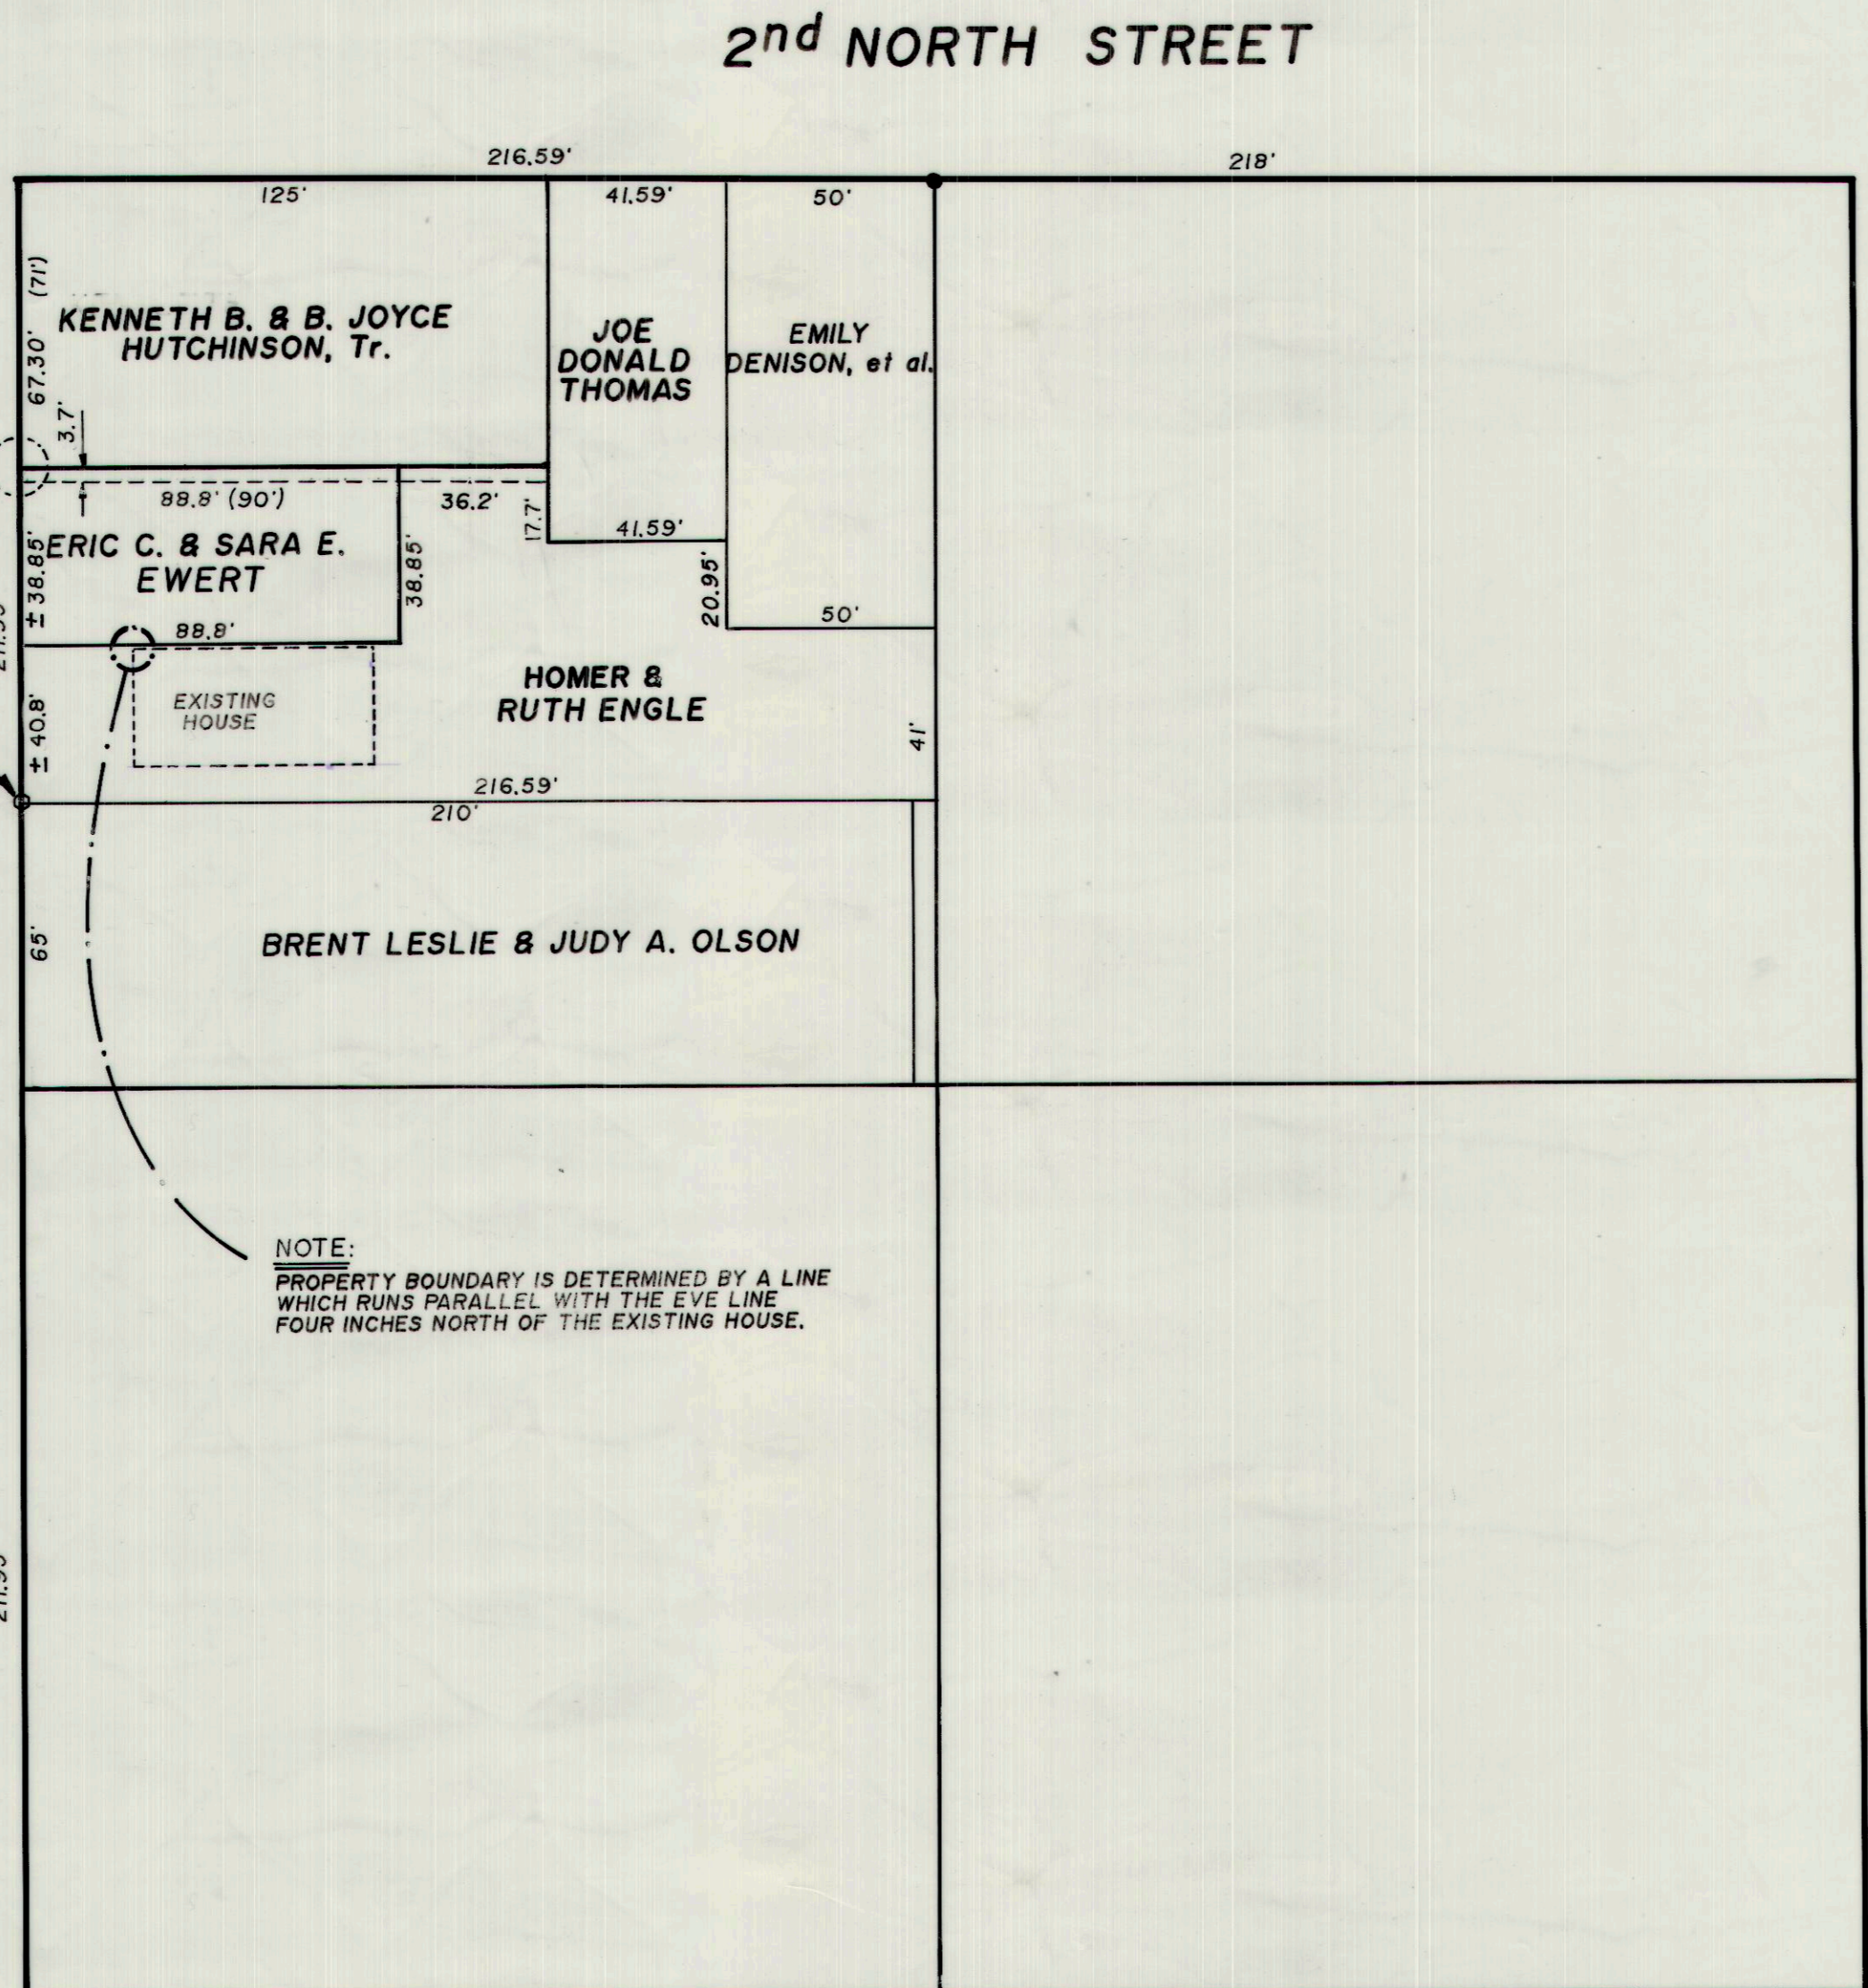 2nd NORTH STREET
216.59'
218'
125'
41.59'
50'
67.30' (71')
KENNETH B. & B. JOYCE
HUTCHINSON, Tr.
JOE
DONALD
THOMAS
EMILY
DENISON, et al.
3.7'
88.8' (90')
36.2'
17.7'
41.59'
± 38.85'
ERIC C. & SARA E.
EWERT
38.85'
20.95'
50'
88.8'
± 40.8'
EXISTING
HOUSE
HOMER &
RUTH ENGLE
41'
216.59'
210'
65'
BRENT LESLIE & JUDY A. OLSON
NOTE:
PROPERTY BOUNDARY IS DETERMINED BY A LINE
WHICH RUNS PARALLEL WITH THE EVE LINE
FOUR INCHES NORTH OF THE EXISTING HOUSE.